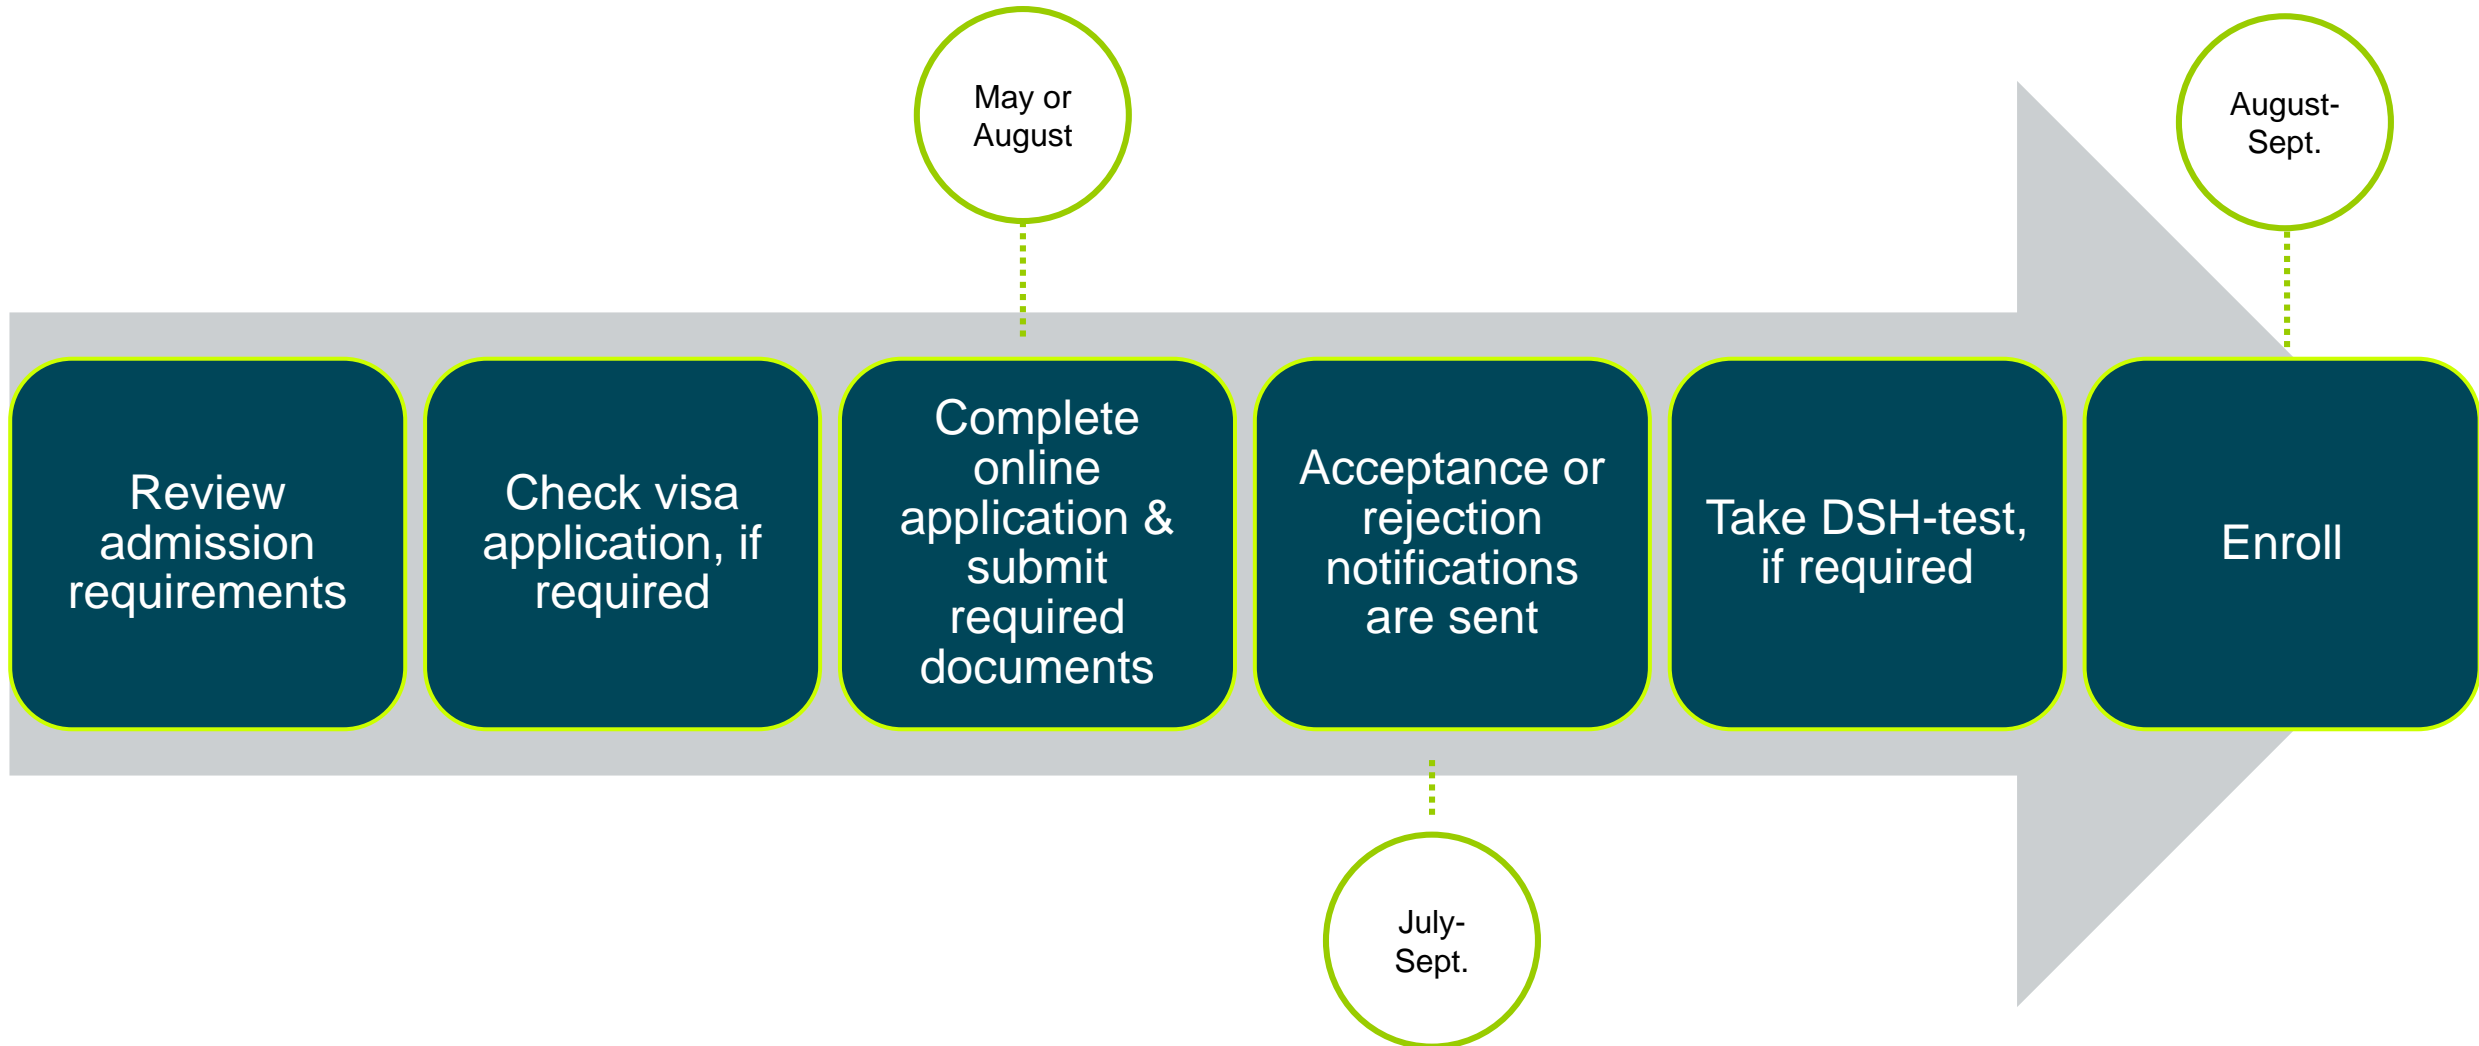 May or
August
August-
Sept.
Review
admission
requirements
Check visa
application, if
required
Complete
online
application &
submit
required
documents
Acceptance or
rejection
notifications
are sent
Take DSH-test,
if required
Enroll
July-
Sept.